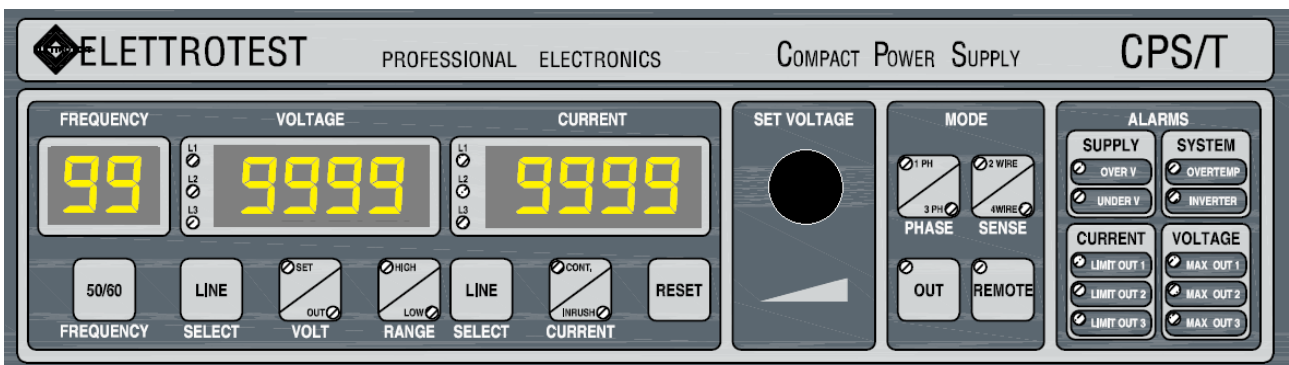 ELETTROTEST PROFESSIONAL ELECTRONICS COMPACT POWER SUPPLY CPS/T
FREQUENCY VOLTAGE CURRENT
99
L1
L2
L3
9999
L1
L2
L3
9999
50/60
FREQUENCY
LINE
SELECT
SET
OUT
VOLT
HIGH
LOW
RANGE
LINE
SELECT
CONT.
INRUSH
CURRENT
RESET
SET VOLTAGE
MODE
1 PH
3 PH
PHASE
2 WIRE
4WIRE
SENSE
OUT
REMOTE
ALARMS
SUPPLY
OVER V
UNDER V
SYSTEM
OVERTEMP
INVERTER
CURRENT
LIMIT OUT 1
LIMIT OUT 2
LIMIT OUT 3
VOLTAGE
MAX OUT 1
MAX OUT 2
MAX OUT 3